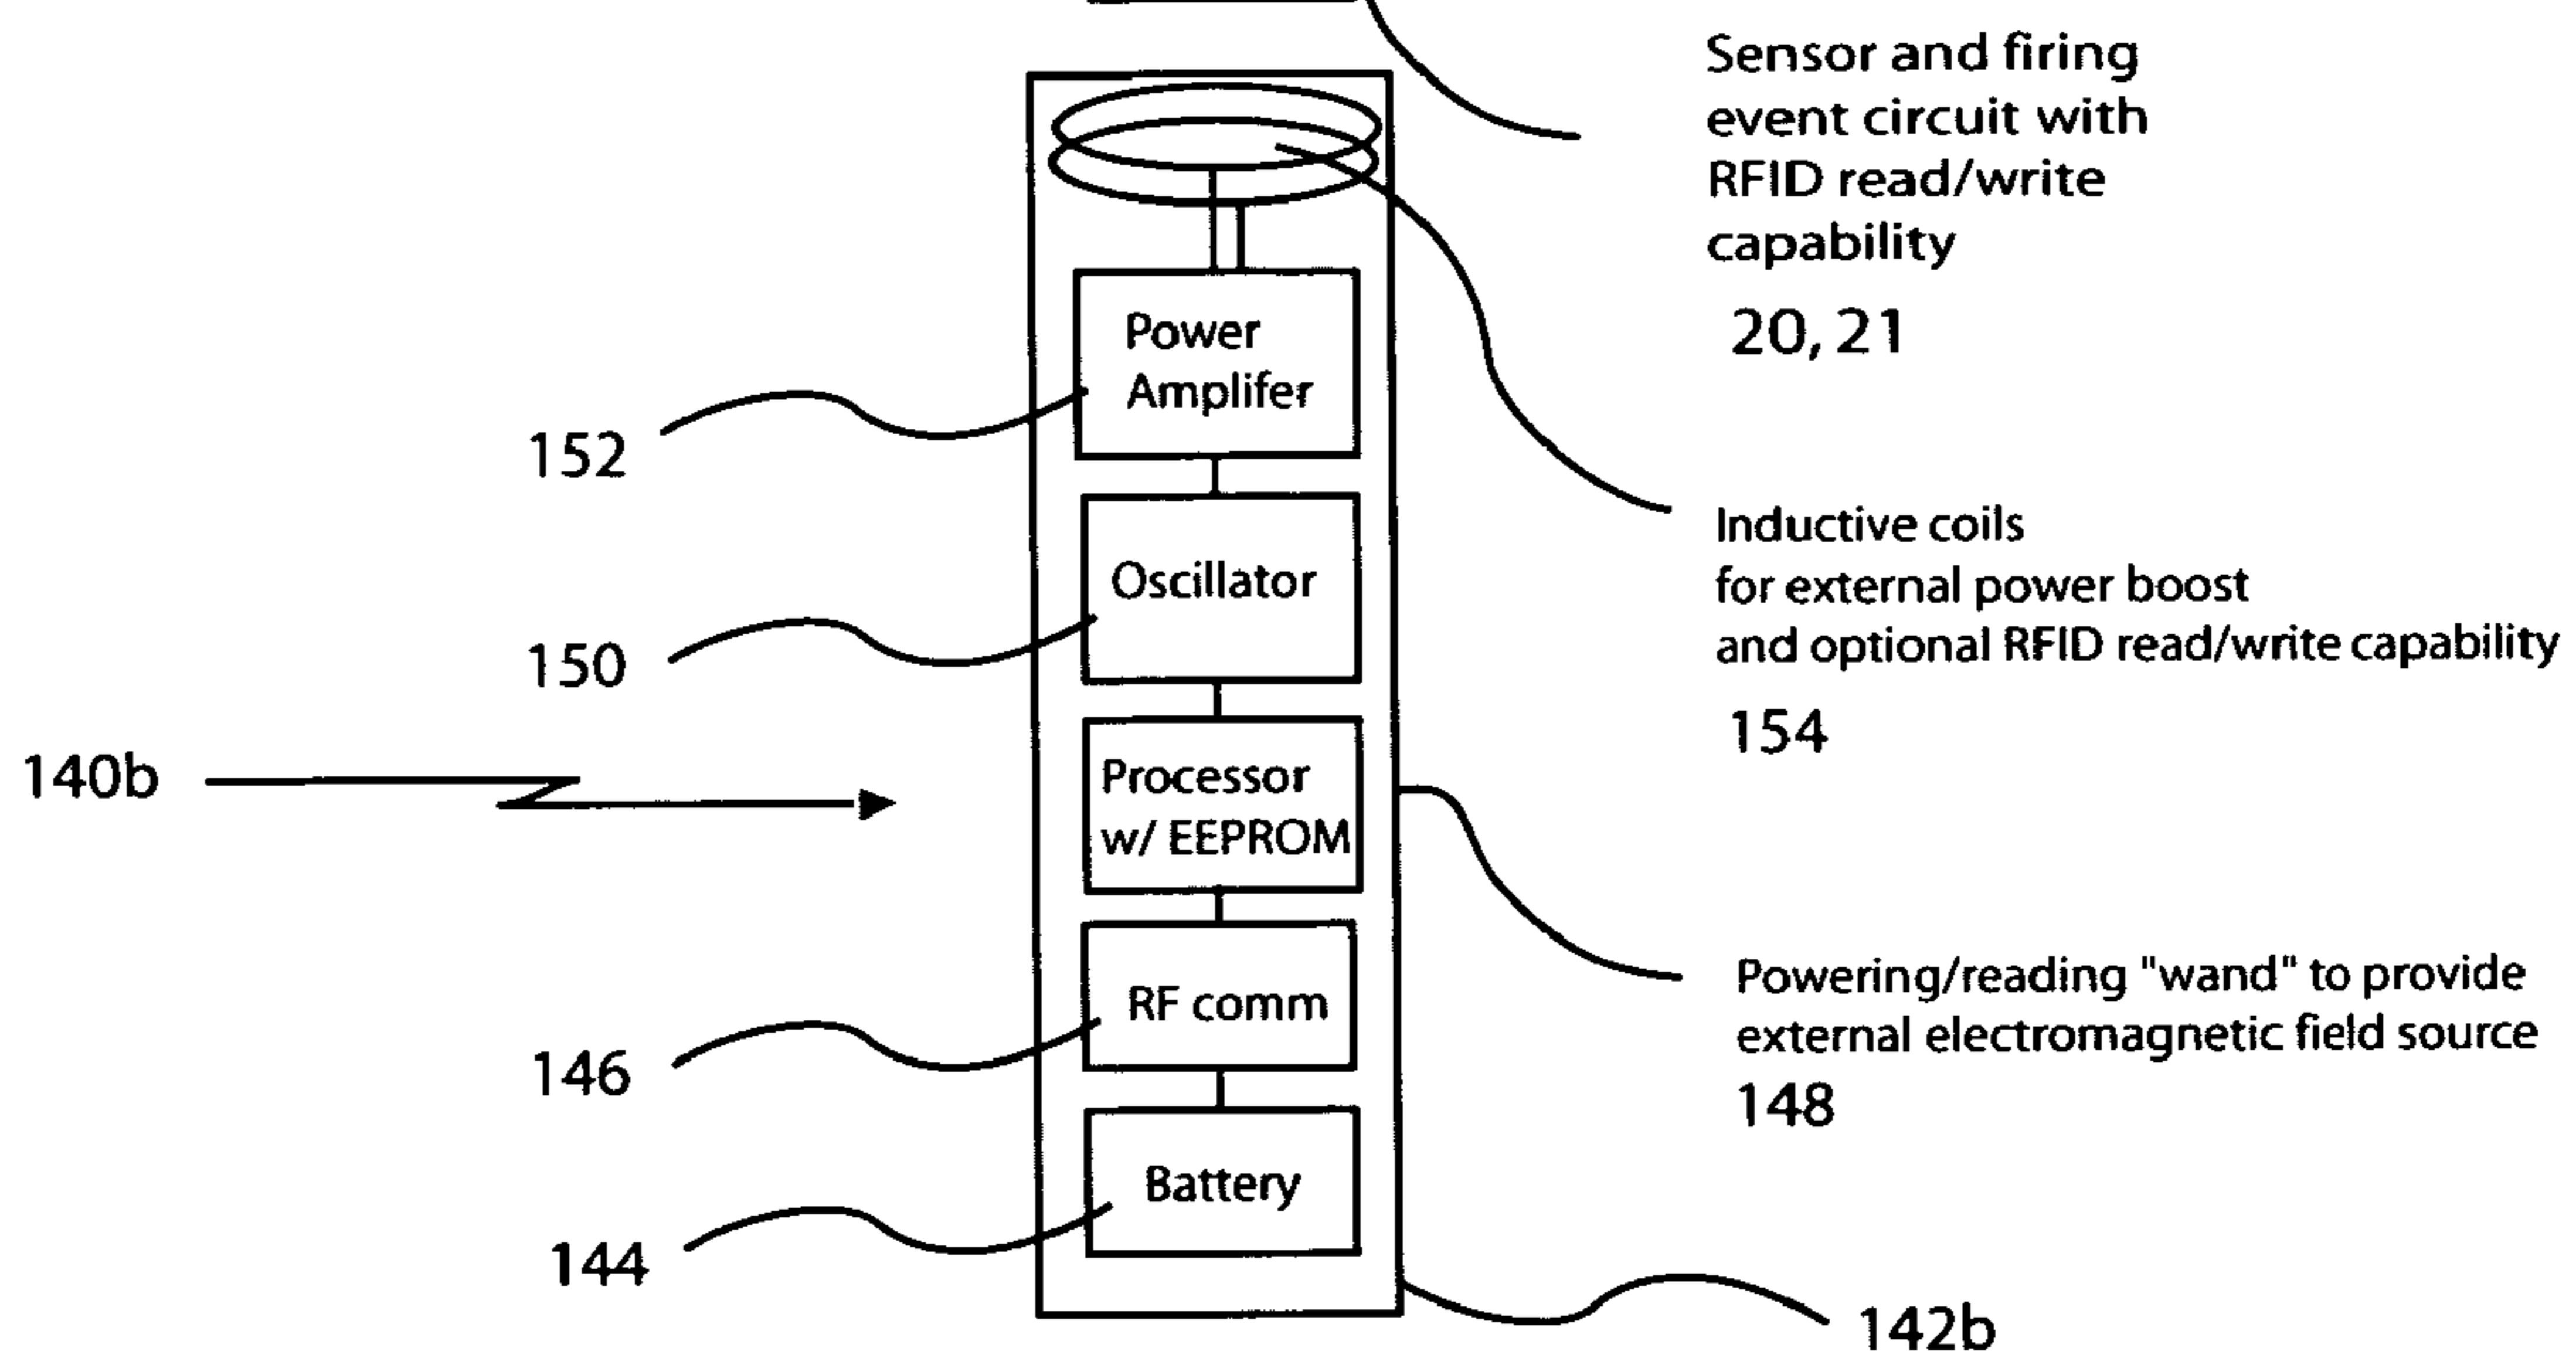 Sensor and firing
event circuit with
RFID read/write
capability
20, 21
Power
Amplifer
152
Inductive coils
for external power boost
and optional RFID read/write capability
154
Oscillator
150
140b
Processor
w/ EEPROM
Powering/reading "wand" to provide
external electromagnetic field source
148
RF comm
146
Battery
144
142b